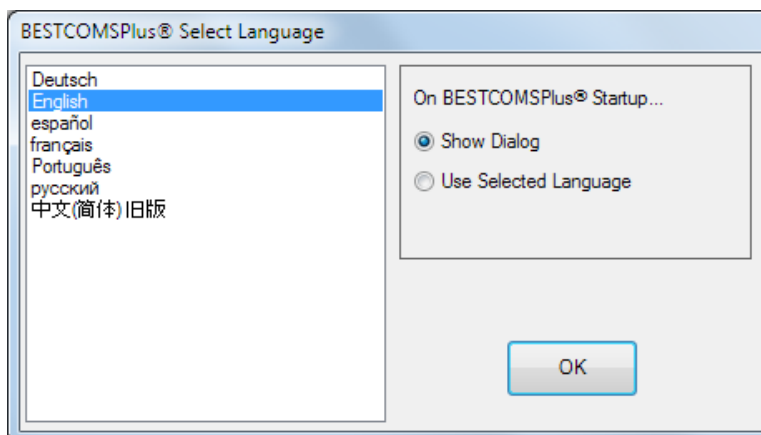 BESTCOMSPlus® Select Language
Deutsch
English
español
français
Português
русский
中文(简体) 旧版
On BESTCOMSPlus® Startup...
Show Dialog
Use Selected Language
OK